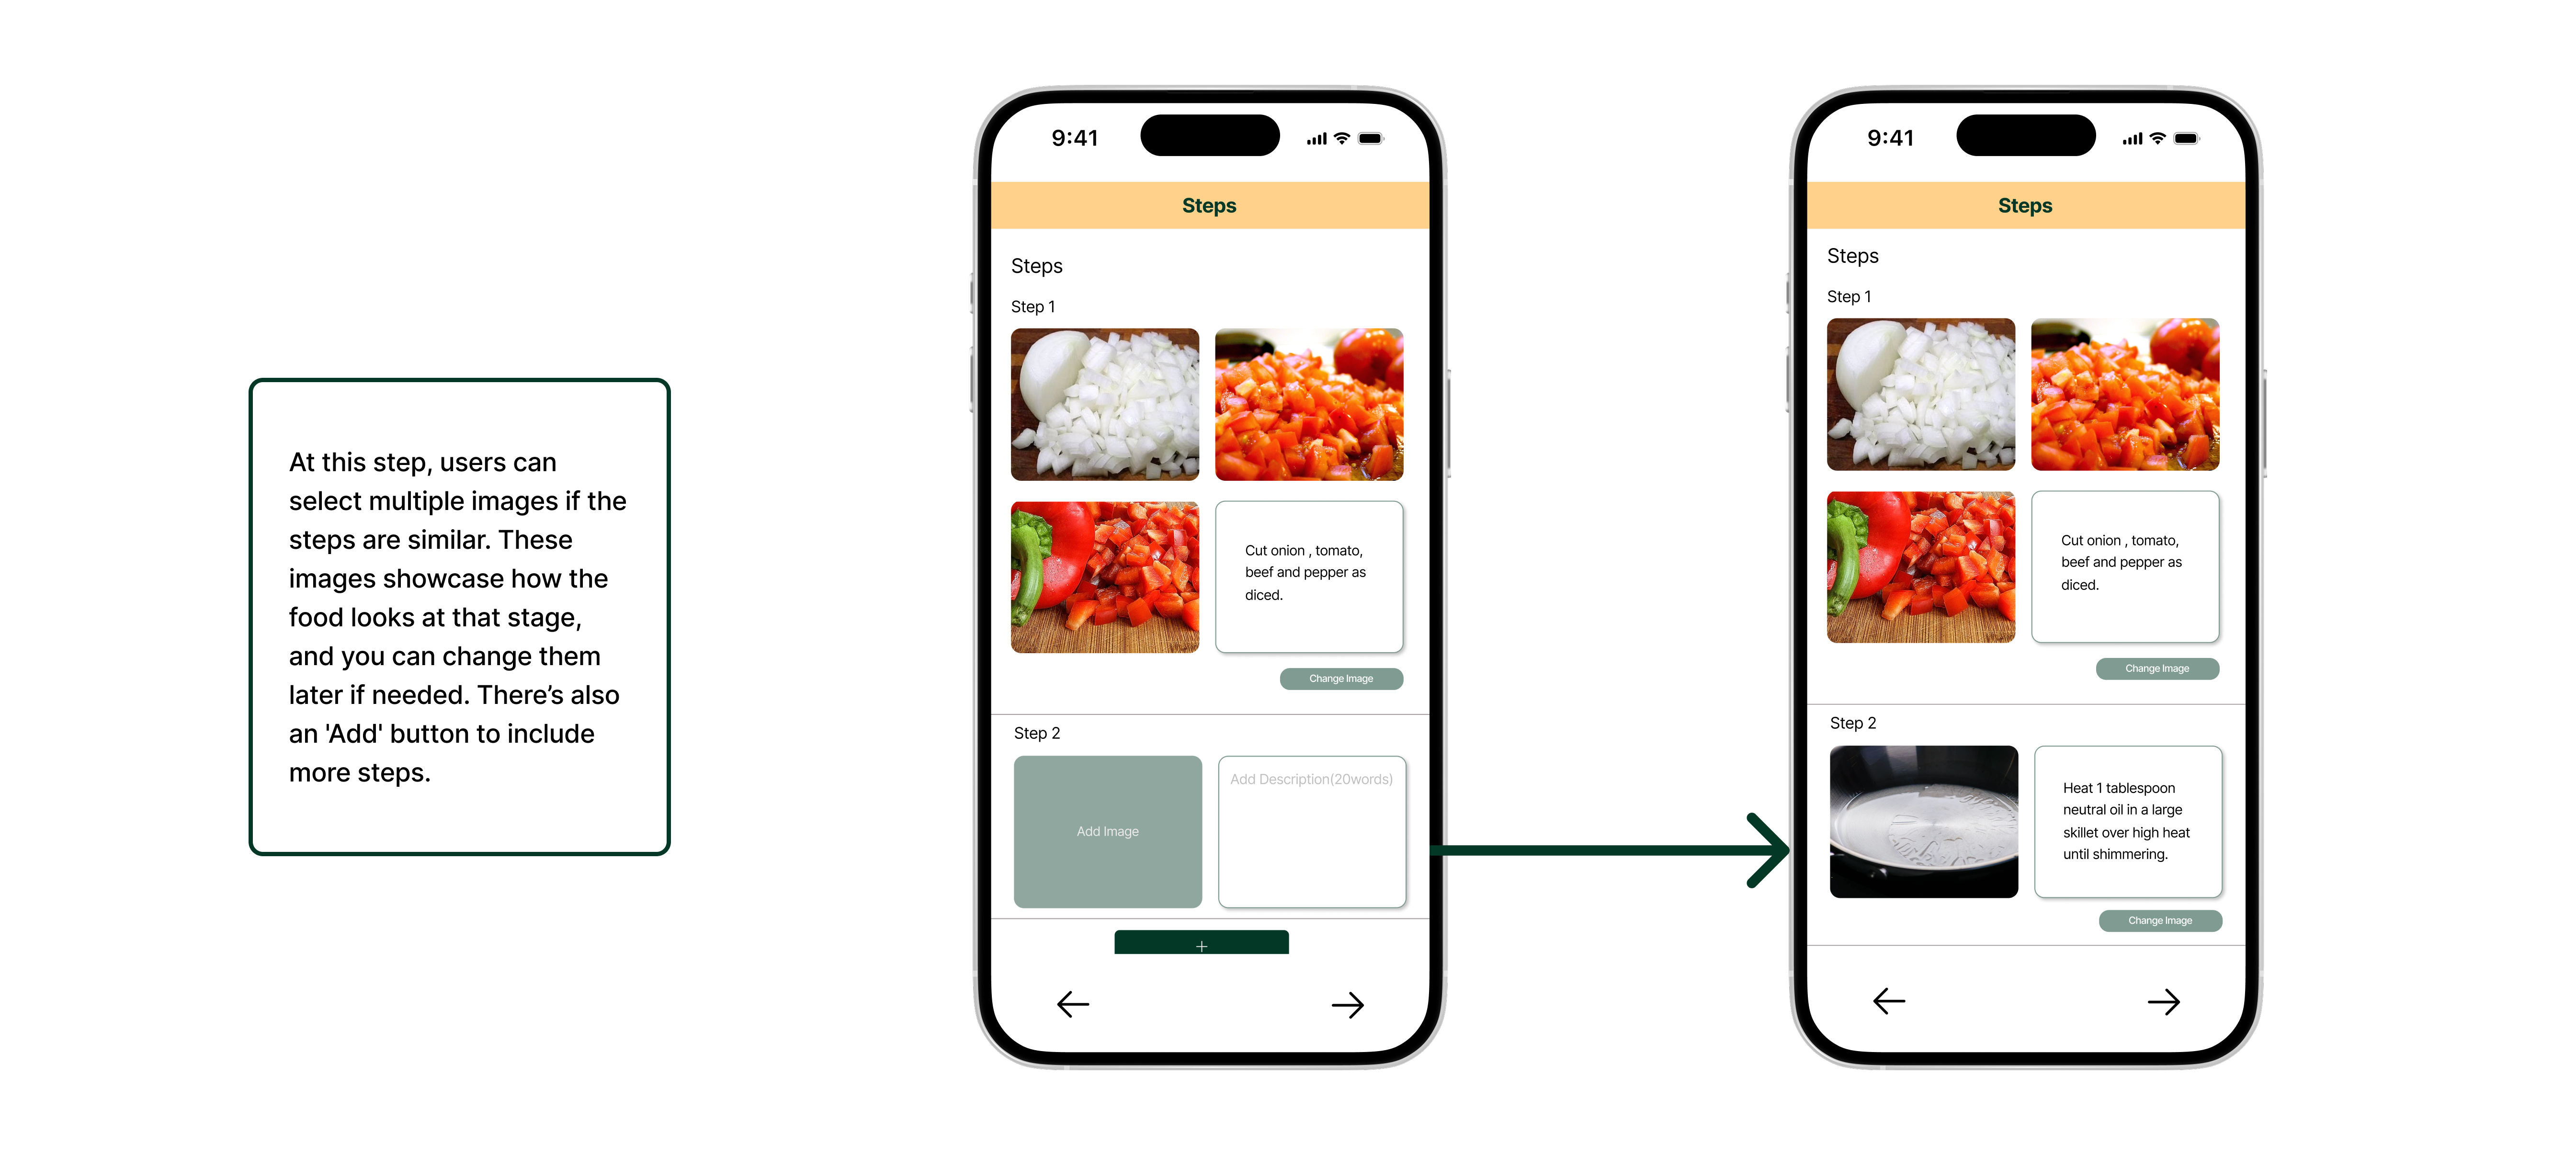 At this step, users can
select multiple images if the
steps are similar. These
images showcase how the
food looks at that stage,
and you can change them
later if needed. There’s also
an 'Add' button to include
more steps.
9:41
Steps
Steps
Step 1
Cut onion , tomato,
beef and pepper as
diced.
Change Image
Step 2
Add Image
Add Description(20words)
+
9:41
Steps
Steps
Step 1
Cut onion , tomato,
beef and pepper as
diced.
Change Image
Step 2
Heat 1 tablespoon
neutral oil in a large
skillet over high heat
until shimmering.
Change Image